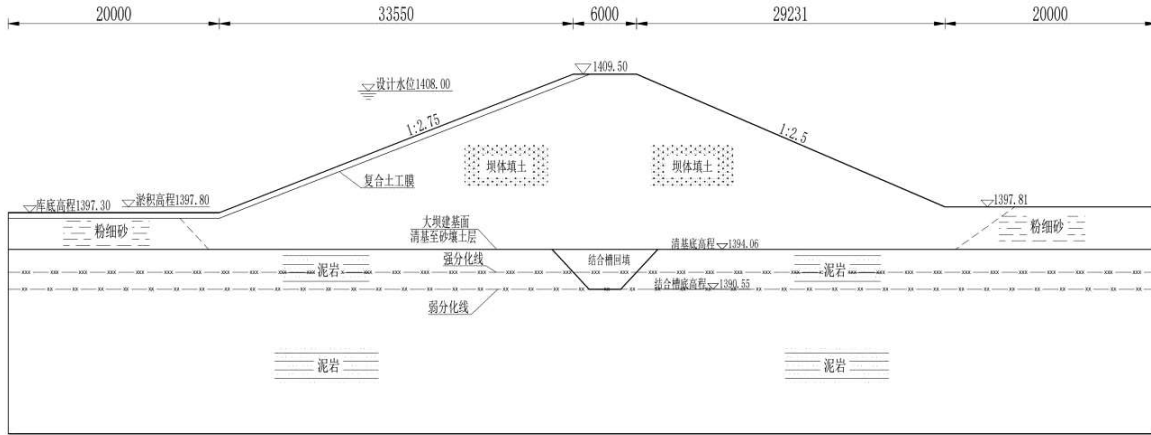 20000 33550 6000 29231 20000
1409.50
设计水位1408.00
1:2.75
1:2.5
坝体填土 坝体填土
复合土工膜
库底高程1397.30 淤积高程1397.80 1397.81
粉细砂 大坝建基面 粉细砂
清基至砂壤土层 清基底高程 1394.06
强分化线 结合槽回填
泥岩 泥岩
结合槽底高程 1390.55
弱分化线
泥岩 泥岩